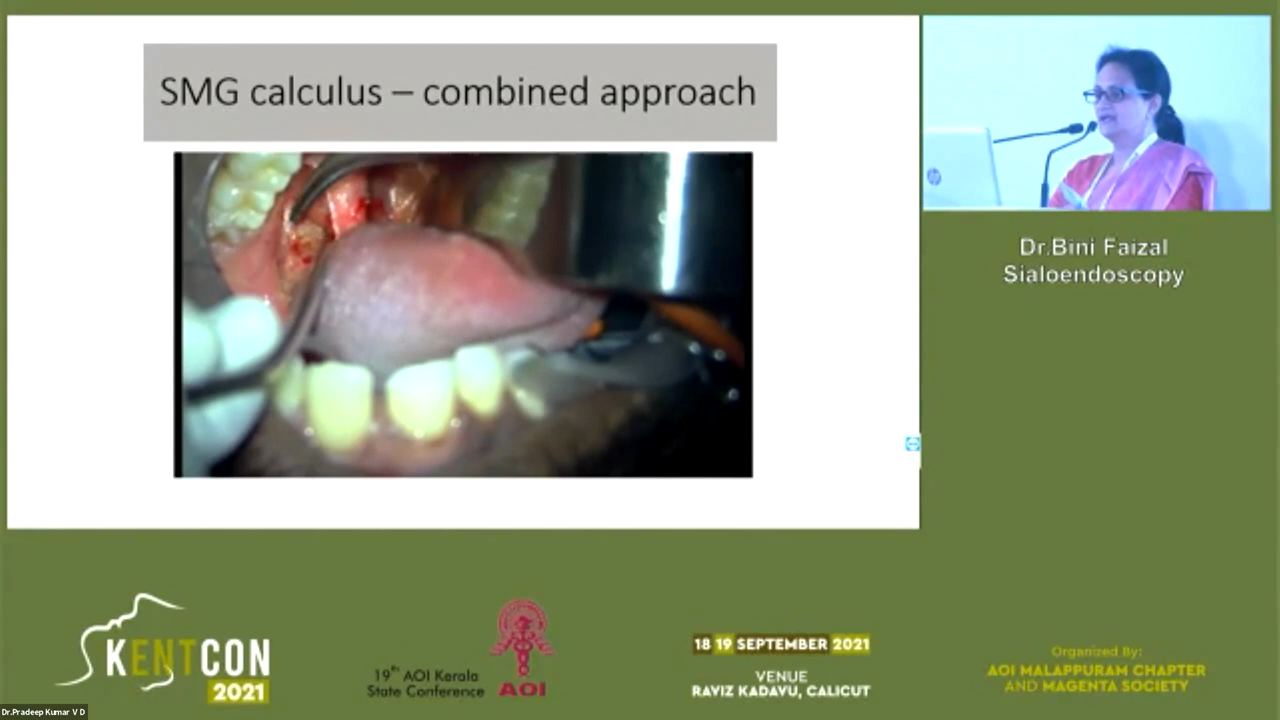 SMG calculus – combined approach
Dr.Bini Faizal
Sialoendoscopy
hp
KENTCON
2021
19th AOI Kerala
State Conference
AOI
18 19 SEPTEMBER 2021
VENUE
RAVIZ KADAVU, CALICUT
Organized By:
AOI MALAPPURAM CHAPTER
AND MAGENTA SOCIETY
Dr.Pradeep Kumar V D